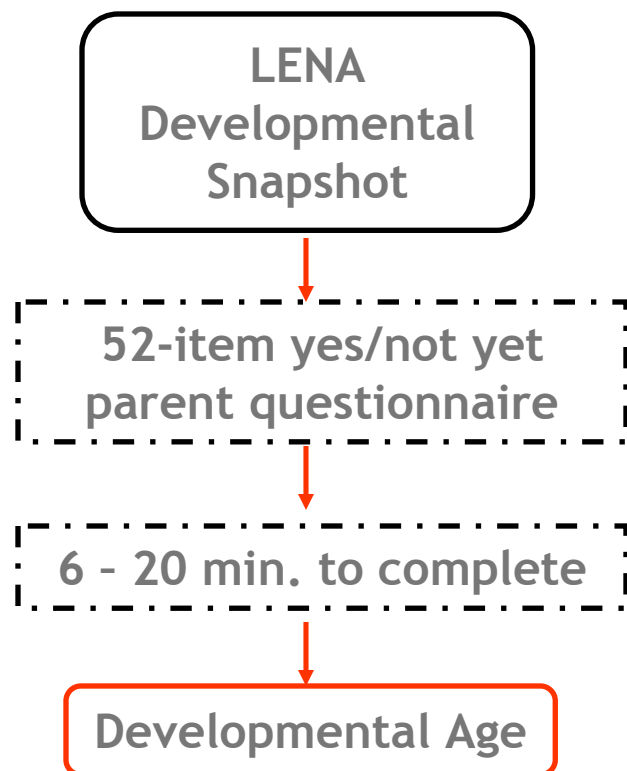 LENA
Developmental
Snapshot
52-item yes/not yet
parent questionnaire
6 – 20 min. to complete
Developmental Age